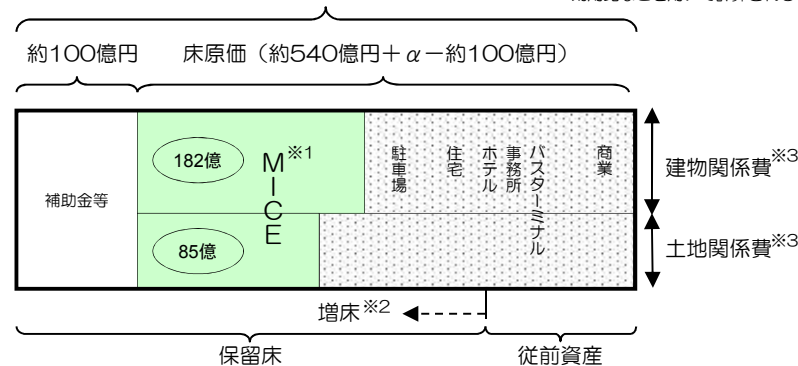 約100億円
床原価（約540億円＋α－約100億円）
補助金等
182億
85億
MICE※1
駐車場
住宅
ホテル
事務所
バスターミナル
商業
建物関係費※3
土地関係費※3
増床※2
保留床
従前資産